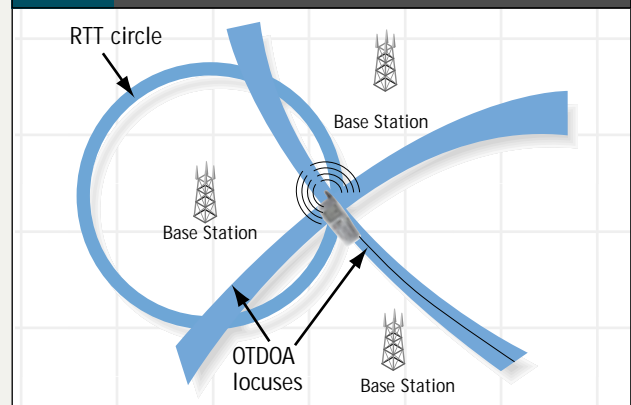 RTT circle
Base Station
Base Station
OTDOA
locuses
Base Station